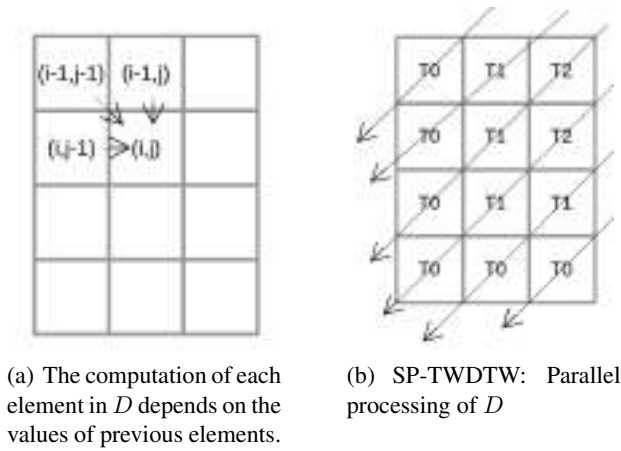 (i-1,j-1) (i-1,j)
(i,j-1) (i,j)
T0 T1 T2
T0 T1 T2
T0 T1 T1
T0 T0 T0
(a) The computation of each
element in D depends on the
values of previous elements.
(b) SP-TWDTW: Parallel
processing of D